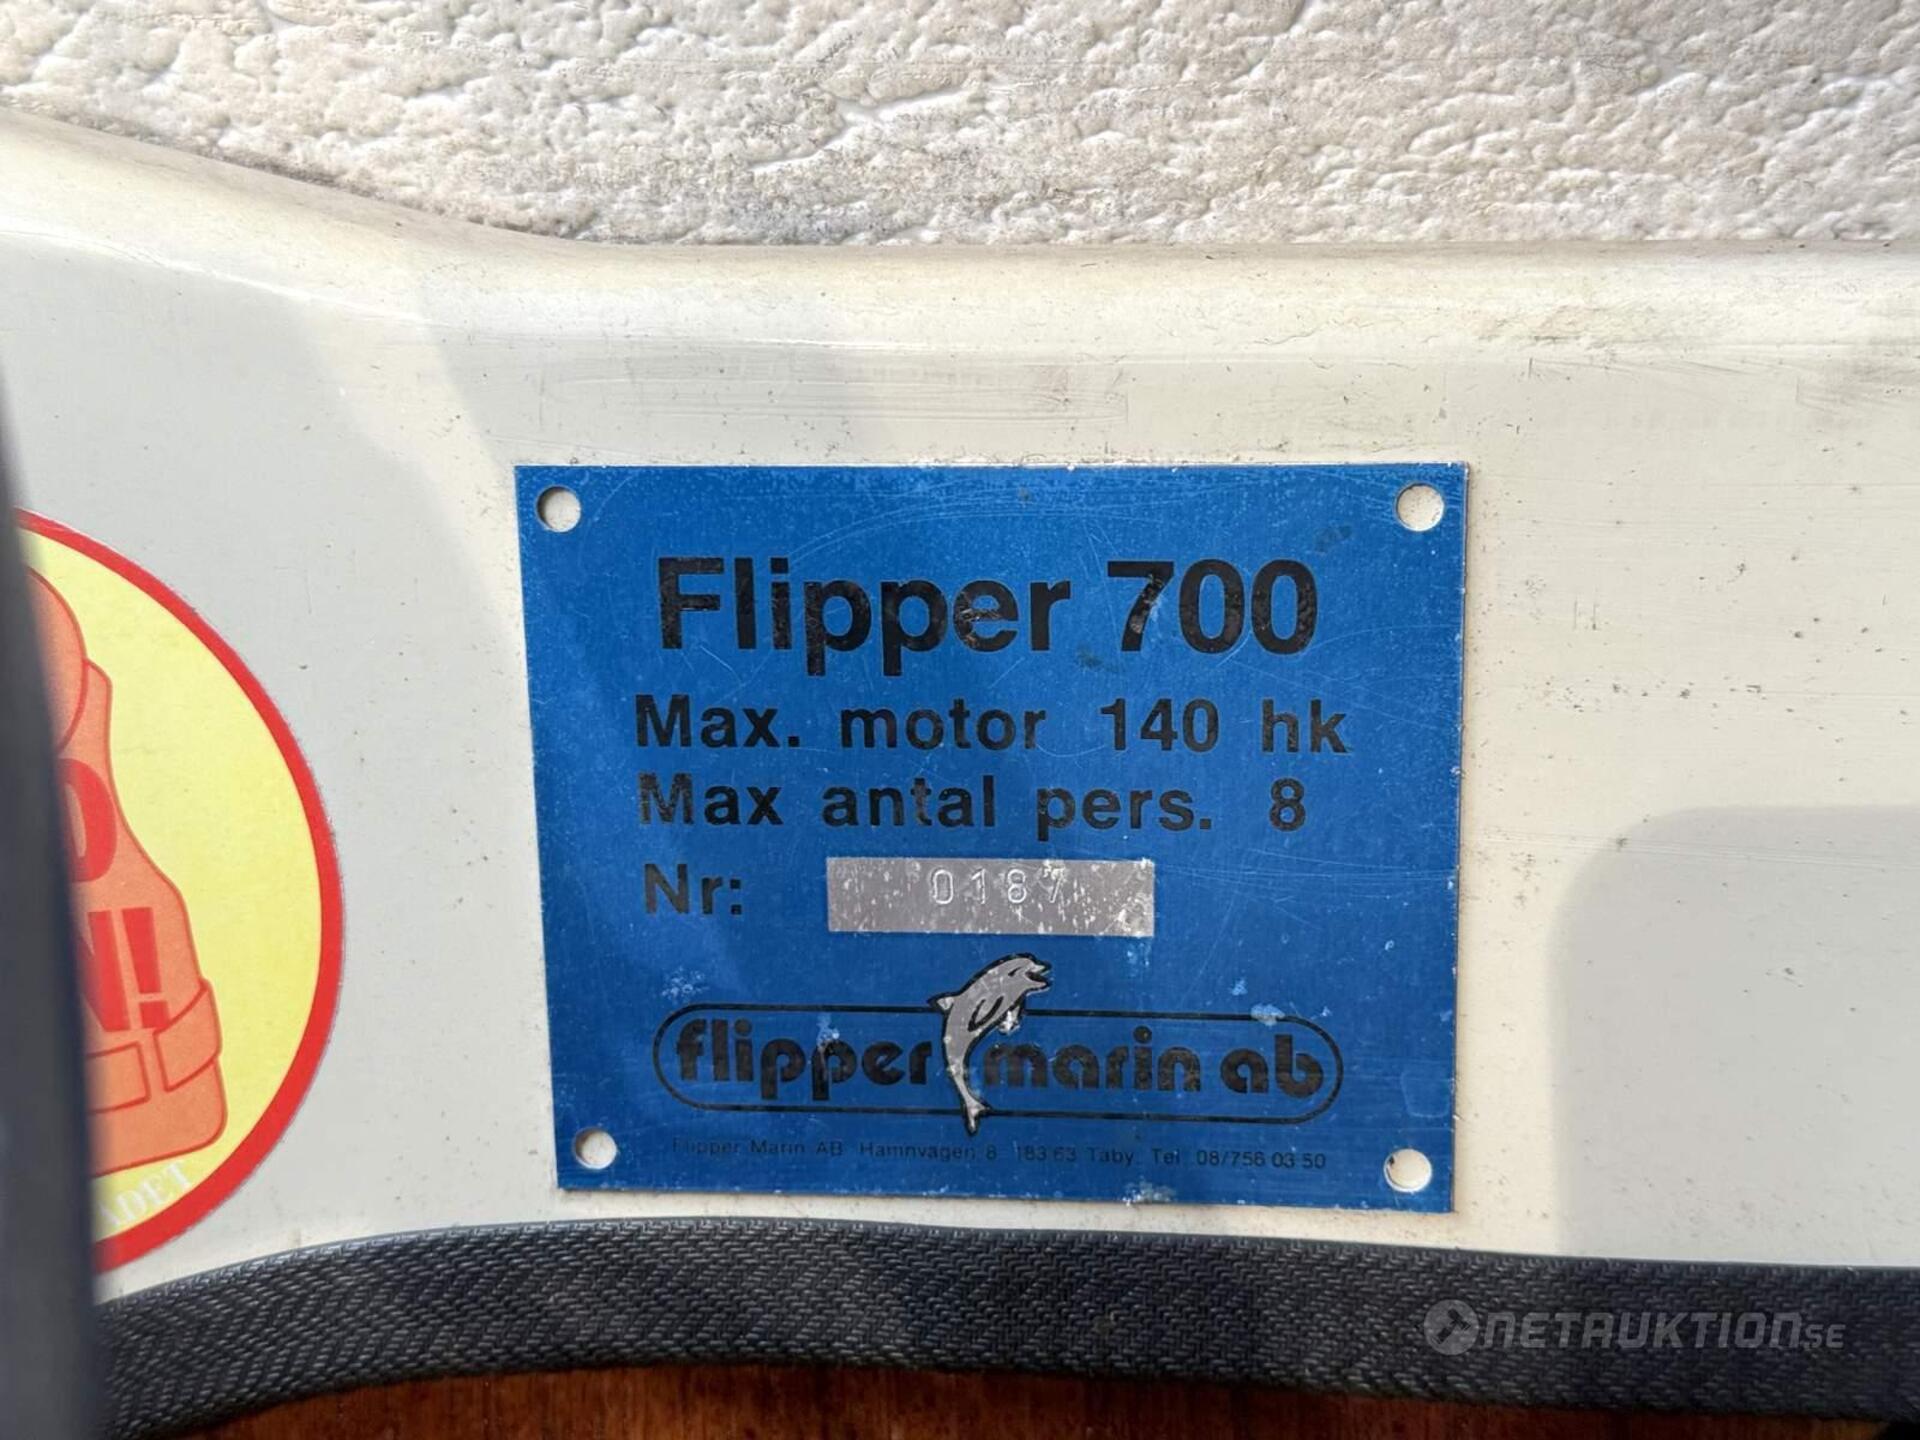 Flipper 700
Max. motor 140 hk
Max antal pers. 8
Nr: 0187
flipper marin ab
Flipper Marin AB Hamnvägen 8 183 63 Täby Tel 08/756 03 50
NETAUKTION.SE